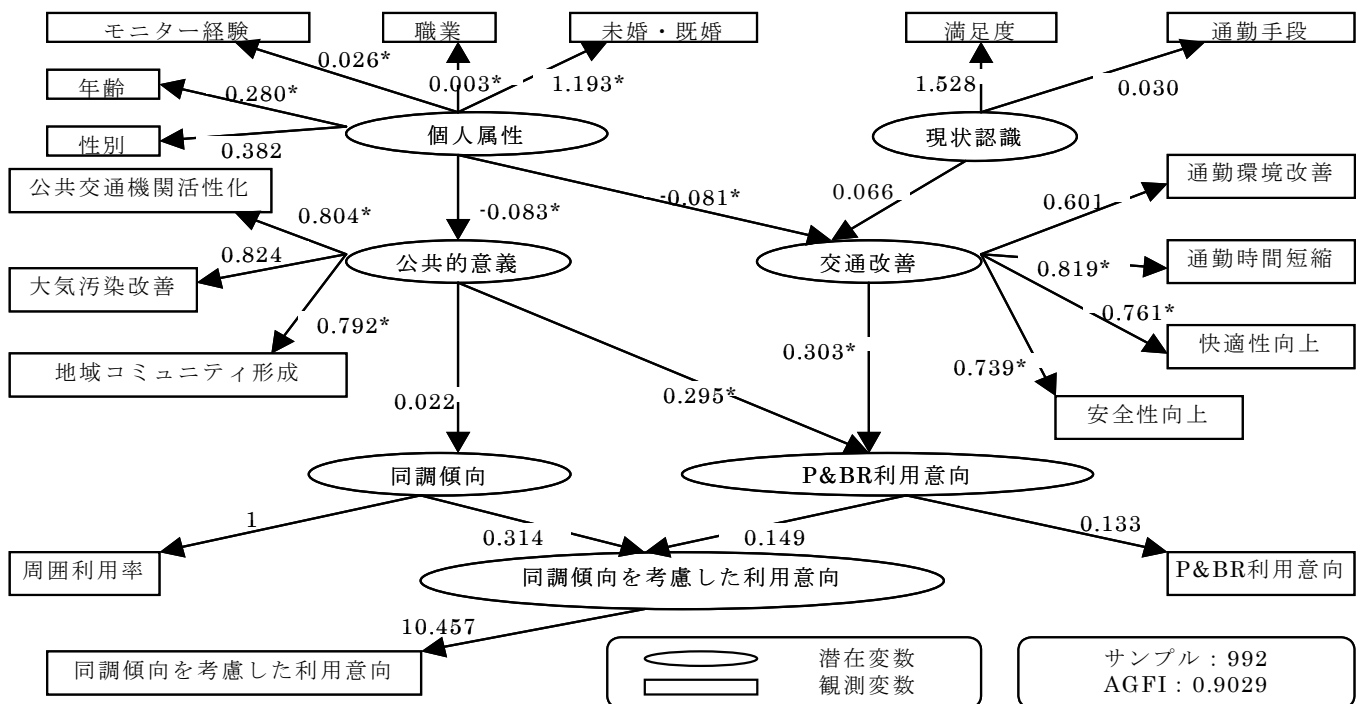 モニター経験
職業
未婚・既婚
満足度
通勤手段
0.026*
0.003*
1.193*
1.528
0.030
年齢
0.280*
性別
0.382
個人属性
現状認識
公共交通機関活性化
0.804*
-0.083*
-0.081*
0.066
0.601
通勤環境改善
大気汚染改善
0.824
公共的意義
交通改善
0.819*
通勤時間短縮
0.792*
0.761*
地域コミュニティ形成
0.303*
0.739*
快適性向上
0.022
0.295*
安全性向上
同調傾向
P&BR利用意向
1
0.314
0.149
0.133
周囲利用率
同調傾向を考慮した利用意向
P&BR利用意向
10.457
同調傾向を考慮した利用意向
潜在変数
観測変数
サンプル：992
AGFI：0.9029